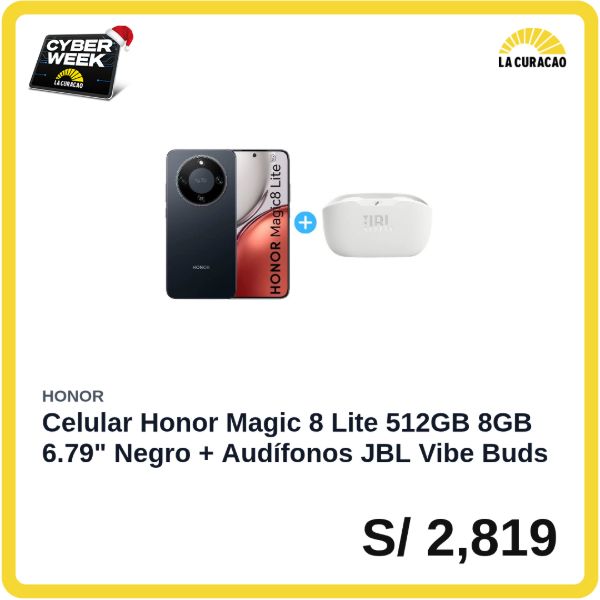 CYBER
WEEK
LA CURACAO
LA CURACAO
HONOR Magic8 Lite
HONOR
JBL
HONOR
Celular Honor Magic 8 Lite 512GB 8GB
6.79" Negro + Audífonos JBL Vibe Buds
S/ 2,819